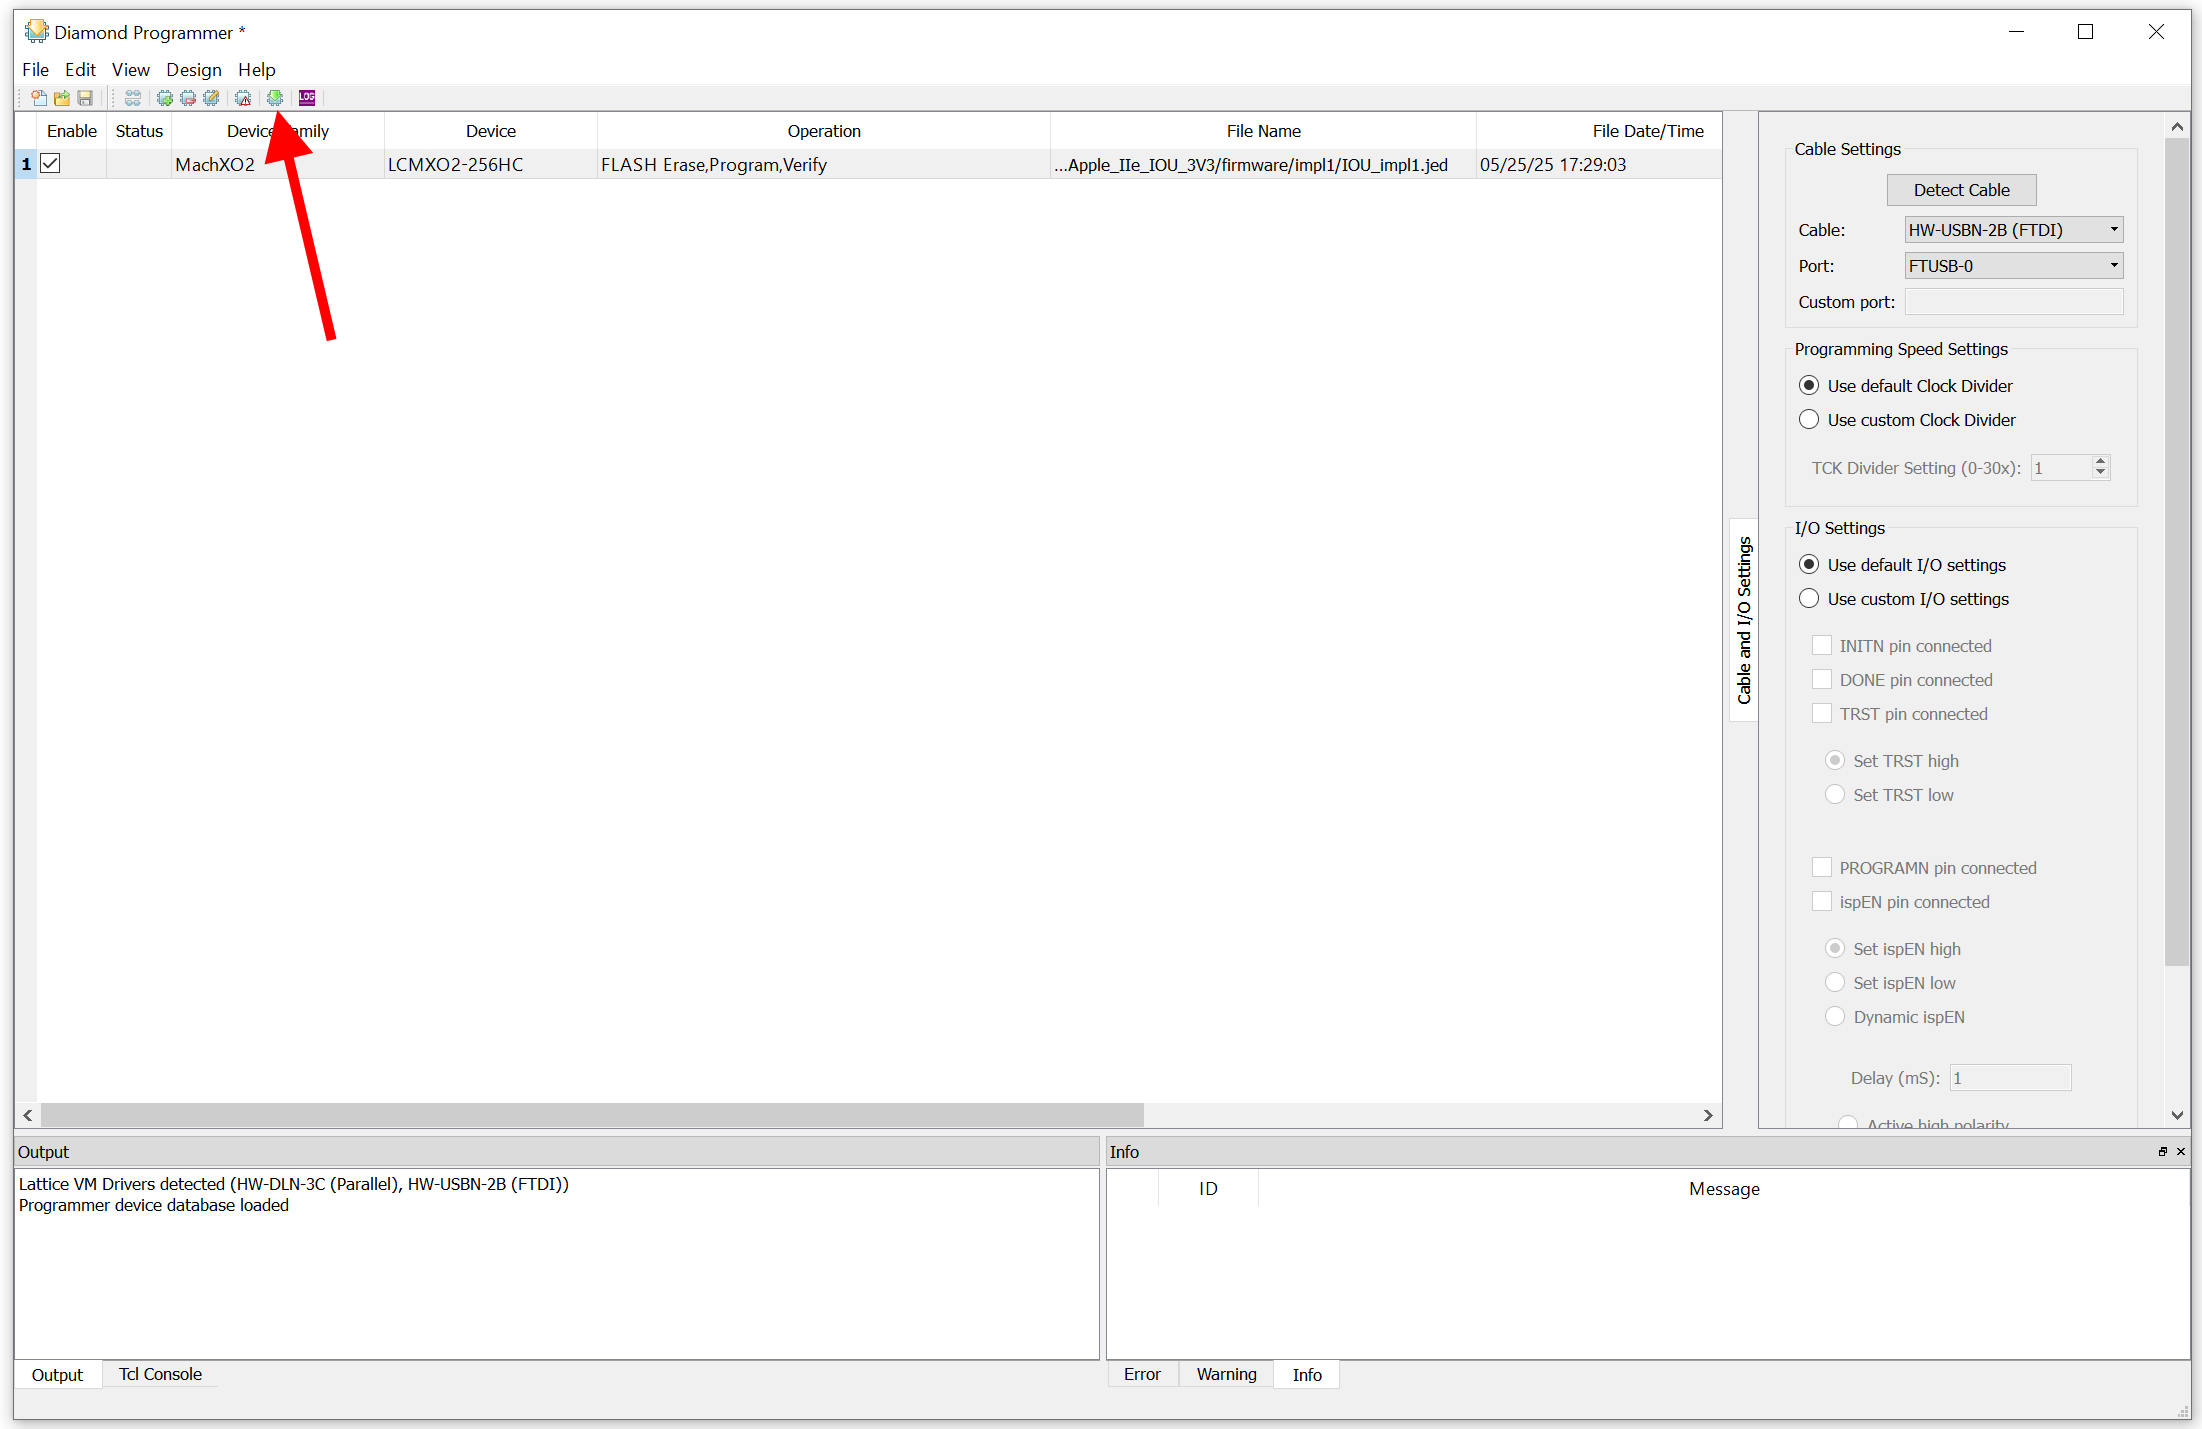 Diamond Programmer *
File Edit View Design Help
LOG
Enable Status Device Family Device Operation File Name File Date/Time
1 MachXO2 LCMXO2-256HC FLASH Erase,Program,Verify ...Apple_IIe_IOU_3V3/firmware/impl1/IOU_impl1.jed 05/25/25 17:29:03
Cable Settings
Detect Cable
Cable: HW-USBN-2B (FTDI)
Port: FTUSB-0
Custom port:
Programming Speed Settings
Use default Clock Divider
Use custom Clock Divider
TCK Divider Setting (0-30x): 1
Cable and I/O Settings
I/O Settings
Use default I/O settings
Use custom I/O settings
INITN pin connected
DONE pin connected
TRST pin connected
Set TRST high
Set TRST low
PROGRAMN pin connected
ispEN pin connected
Set ispEN high
Set ispEN low
Dynamic ispEN
Delay (mS): 1
Active high polarity
Output
Lattice VM Drivers detected (HW-DLN-3C (Parallel), HW-USBN-2B (FTDI))
Programmer device database loaded
Output Tcl Console
Info
ID Message
Error Warning Info